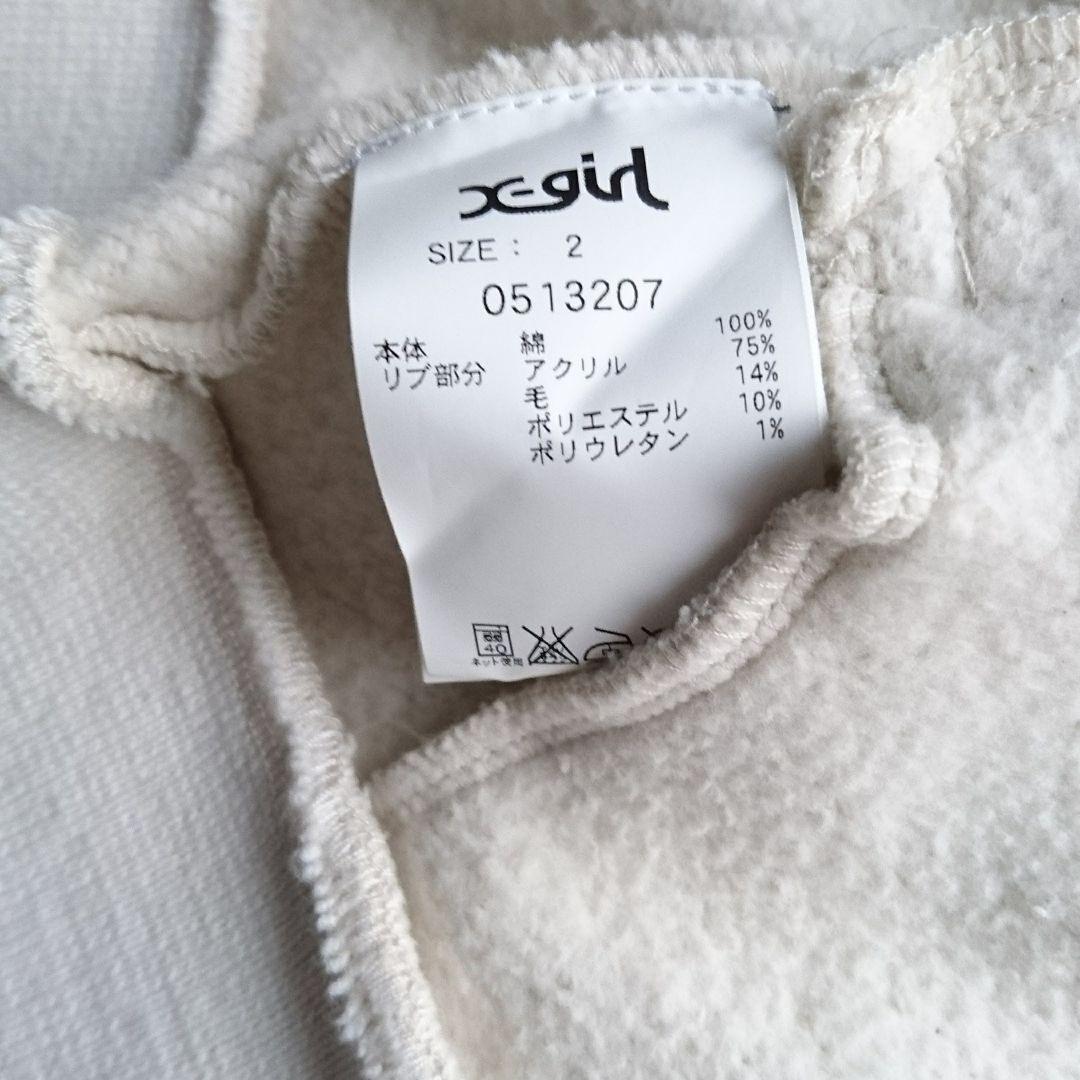 X-girl
SIZE : 2
0513207
本体 綿 100%
リブ部分 アクリル 75%
毛 14%
ポリエステル 10%
ポリウレタン 1%
弱
40
ネット使用